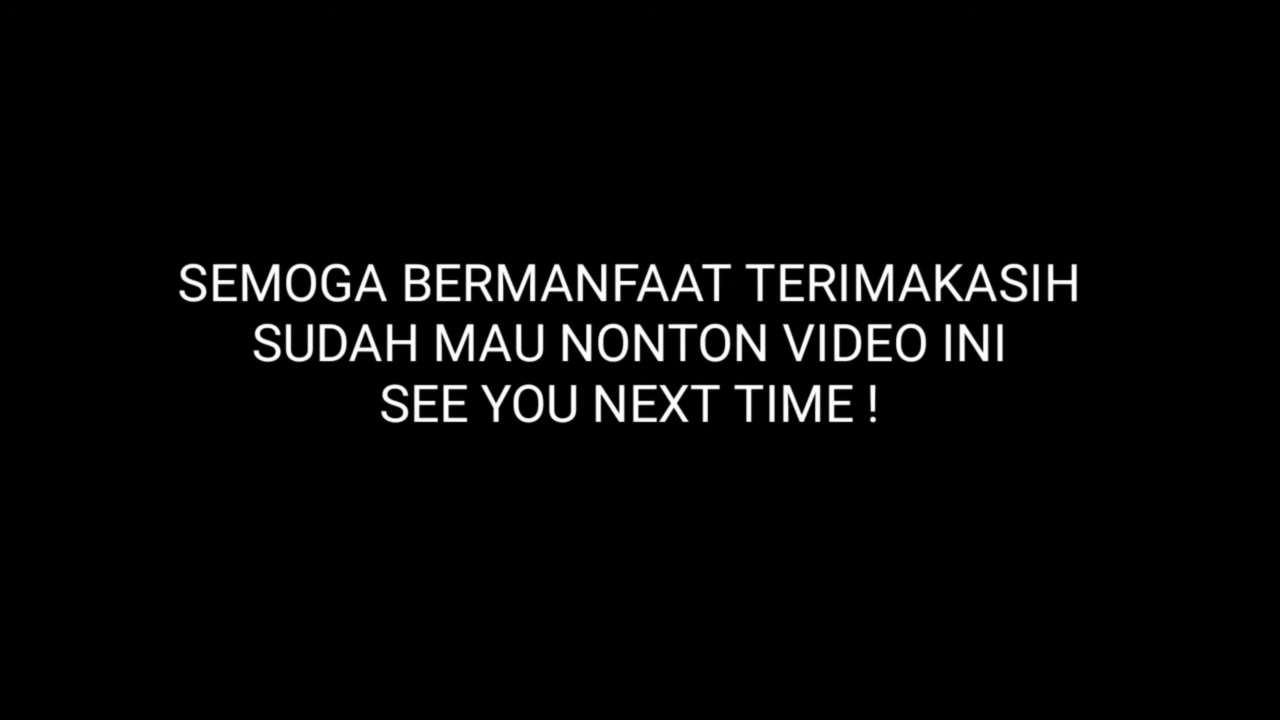 SEMOGA BERMANFAAT TERIMAKASIH
SUDAH MAU NONTON VIDEO INI
SEE YOU NEXT TIME !